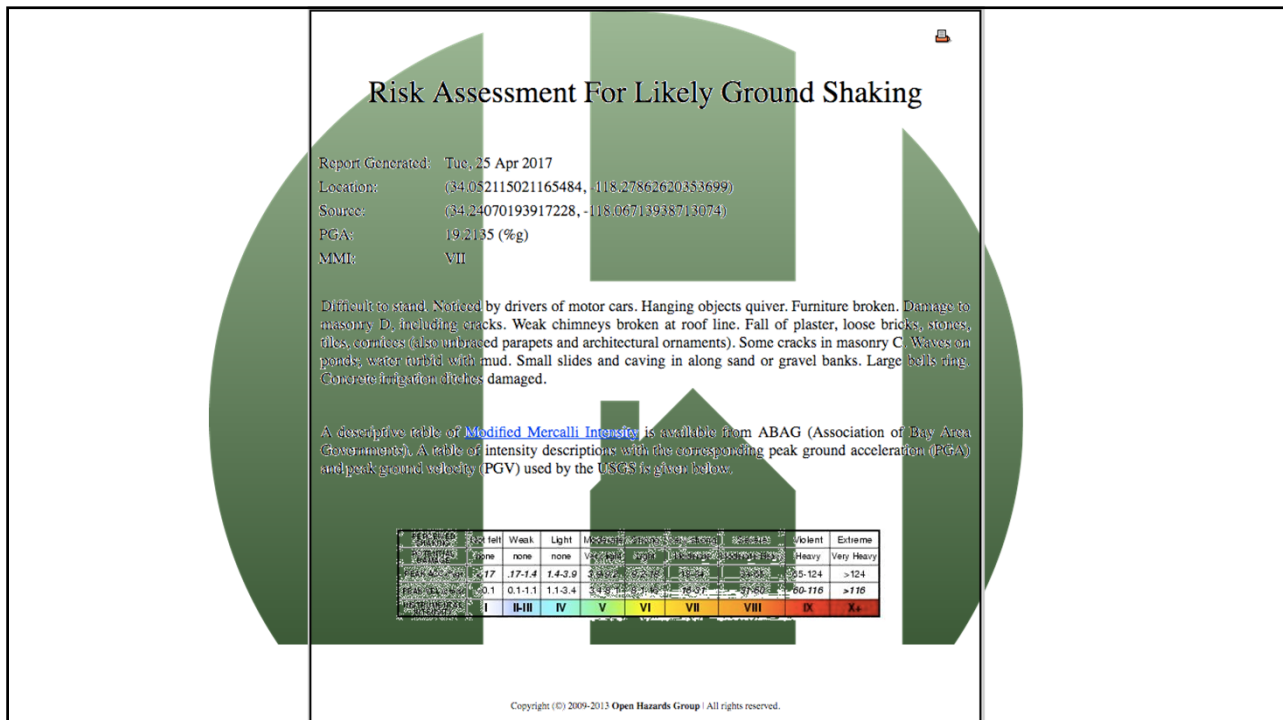 Risk Assessment For Likely Ground Shaking
Report Generated: Tue, 25 Apr 2017
Location: (34.052115021165484, -118.27862620353699)
Source: (34.24070193917228, -118.06713938713074)
PGA: 19.2135 (%g)
MMI: VII
Difficult to stand. Noticed by drivers of motor cars. Hanging objects quiver. Furniture broken. Damage to
masonry D, including cracks. Weak chimneys broken at roof line. Fall of plaster, loose bricks, stones,
tiles, cornices (also unbraced parapets and architectural ornaments). Some cracks in masonry C. Waves on
ponds; water turbid with mud. Small slides and caving in along sand or gravel banks. Large bells ring.
Concrete irrigation ditches damaged.
A descriptive table of Modified Mercalli Intensity is available from ABAG (Association of Bay Area
Governments). A table of intensity descriptions with the corresponding peak ground acceleration (PGA)
and peak ground velocity (PGV) used by the USGS is given below.
felt Weak Light Violent Extreme
none none none Heavy Very Heavy
.17-1.4 1.4-3.9 65-124 >124
0.1-1.1 1.1-3.4 60-116 >116
I II-III IV V VI VII VIII IX X+
Copyright (C) 2009-2013 Open Hazards Group | All rights reserved.